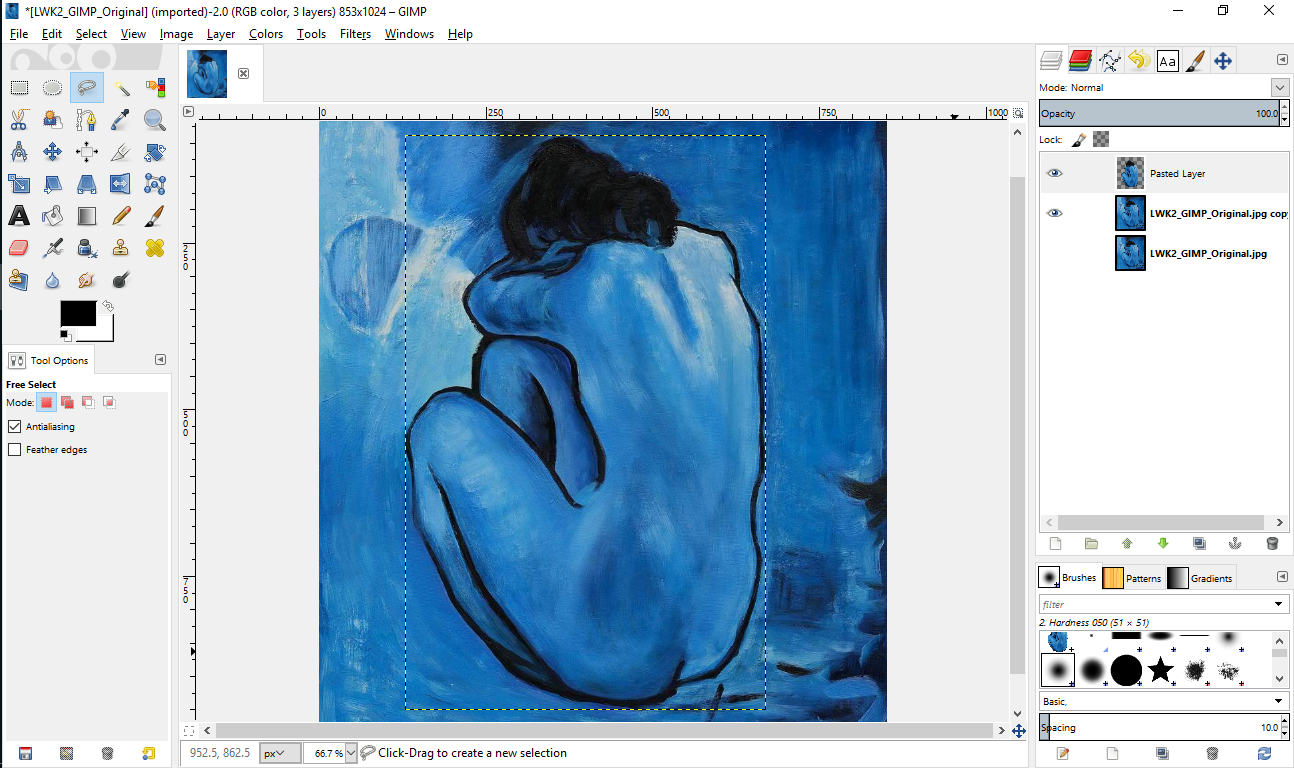 *[LWK2_GIMP_Original] (imported)-2.0 (RGB color, 3 layers) 853x1024 – GIMP
File Edit Select View Image Layer Colors Tools Filters Windows Help
Mode: Normal
Opacity 100.0
Lock:
Pasted Layer
LWK2_GIMP_Original.jpg cop
LWK2_GIMP_Original.jpg
0 250 500 750 1000
250
500
750
Tool Options
Free Select
Mode:
Antialiasing
Feather edges
Brushes Patterns Gradients
filter
2. Hardness 050 (51 × 51)
Basic,
Spacing 10.0
952.5, 862.5 px 66.7 % Click-Drag to create a new selection
Aa